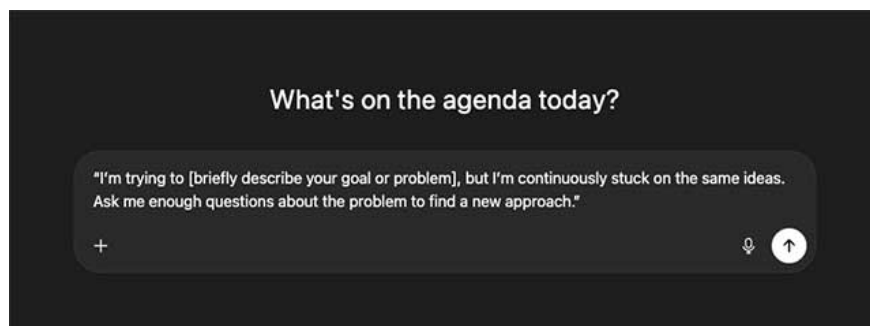 What's on the agenda today?
“I’m trying to [briefly describe your goal or problem], but I’m continuously stuck on the same ideas.
Ask me enough questions about the problem to find a new approach.”